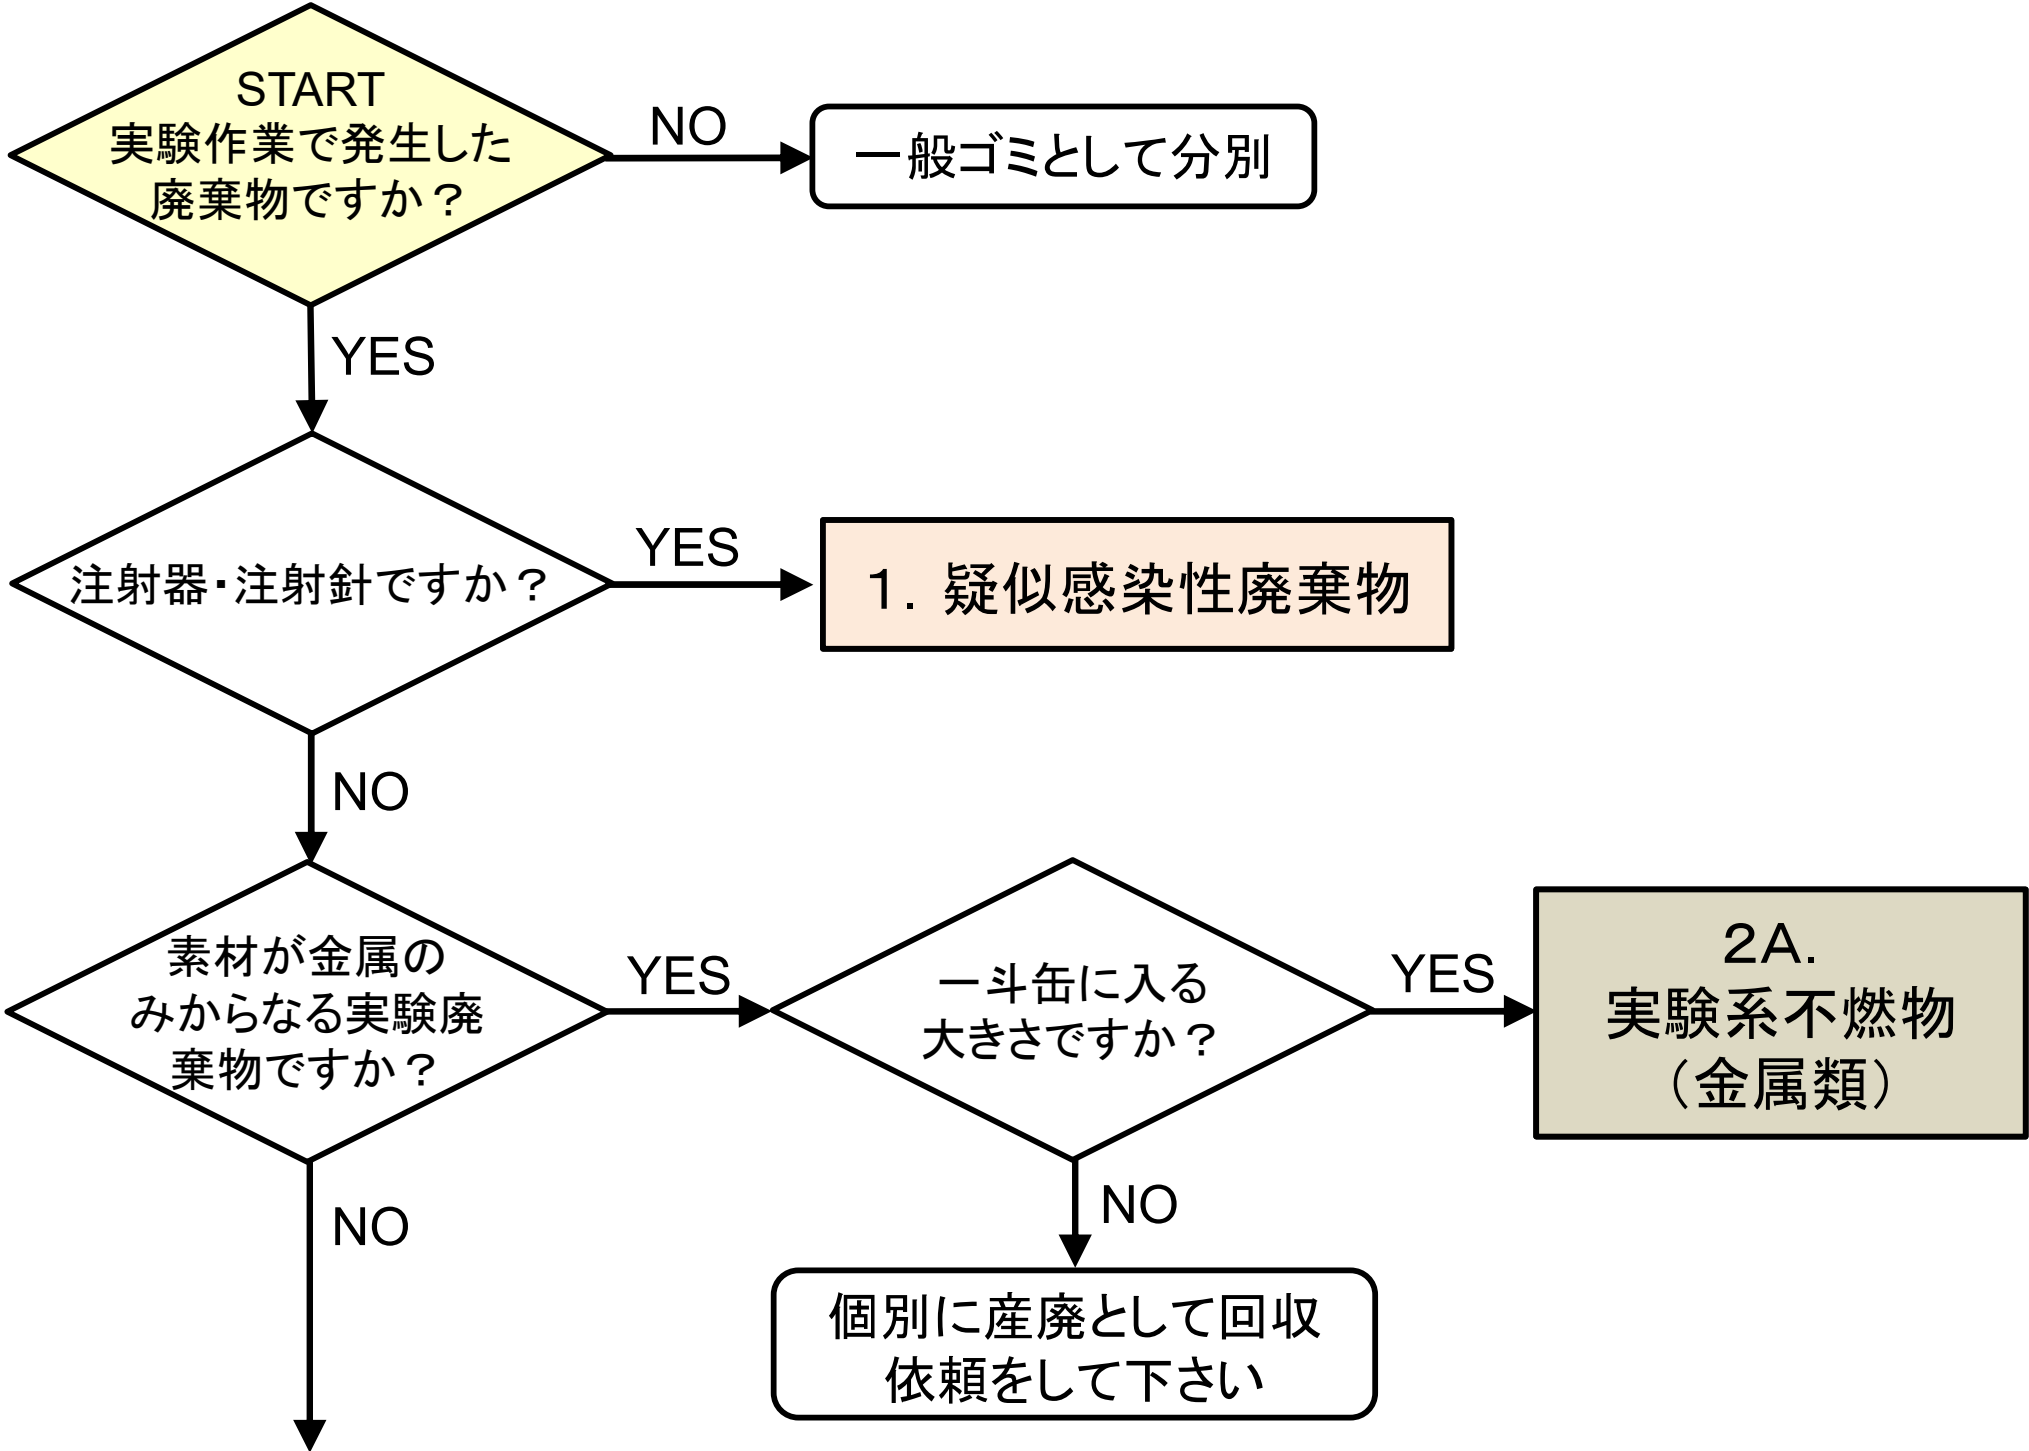 START
実験作業で発生した
廃棄物ですか？
NO
一般ゴミとして分別
YES
注射器・注射針ですか？
YES
１．疑似感染性廃棄物
NO
素材が金属の
みからなる実験廃
棄物ですか？
YES
一斗缶に入る
大きさですか？
YES
２A．
実験系不燃物
（金属類）
NO
NO
個別に産廃として回収
依頼をして下さい